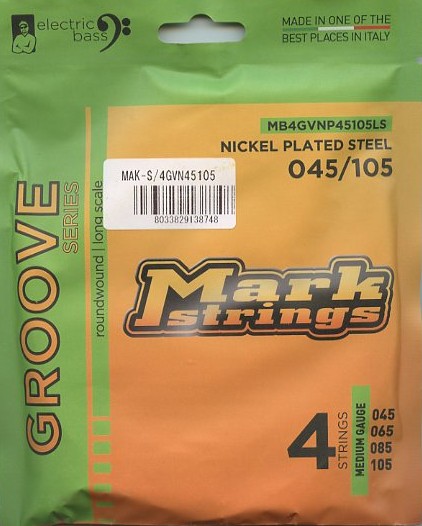 electric
bass
MADE IN ONE OF THE
BEST PLACES IN ITALY
MB4GVNP45105LS
NICKEL PLATED STEEL
045/105
MAK-S/4GVN45105
8033829138748
GROOVE
SERIES
roundwound | long scale
Mark
strings
4
STRINGS
MEDIUM GAUGE
045
065
085
105